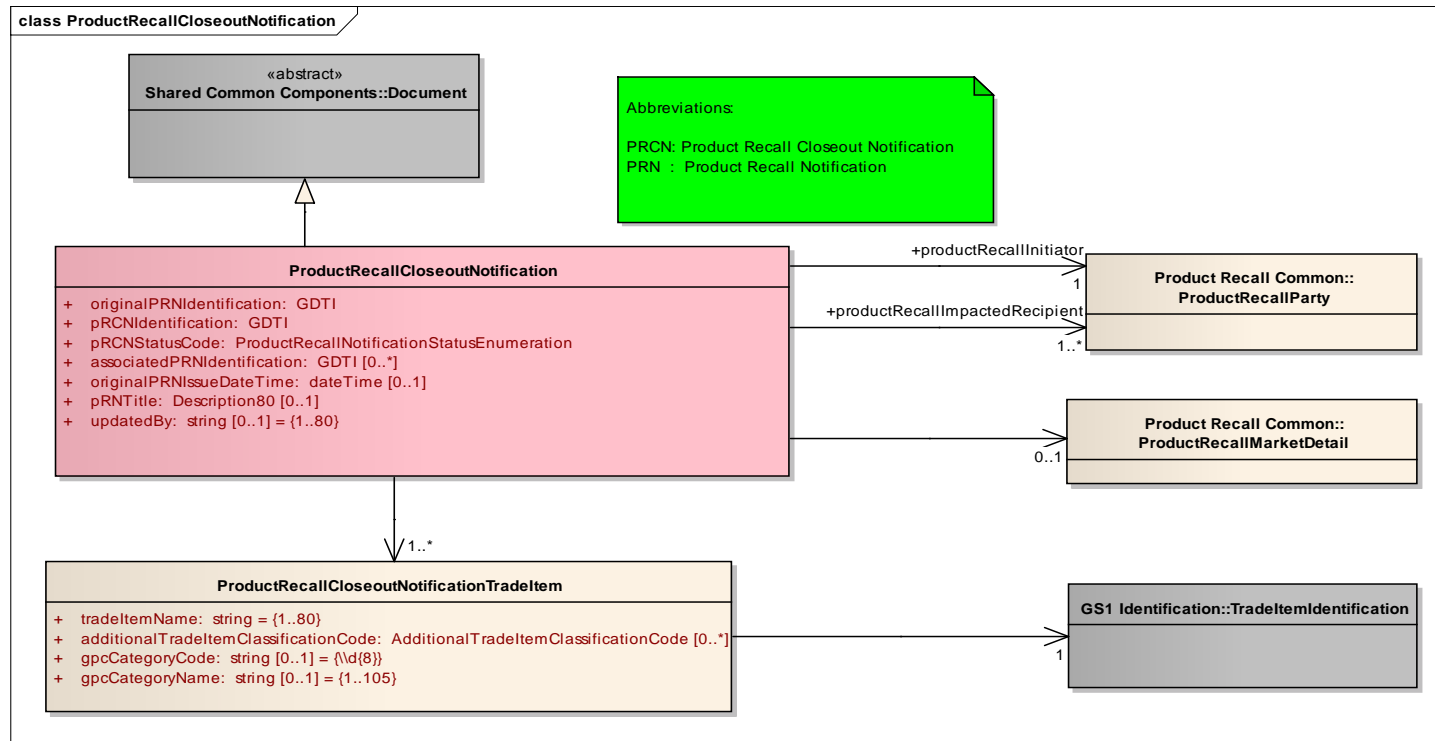 class ProductRecallCloseoutNotification
«abstract»
Shared Common Components::Document
Abbreviations:
PRCN: Product Recall Closeout Notification
PRN : Product Recall Notification
ProductRecallCloseoutNotification
+ originalPRNIdentification: GDTI
+ pRCNIdentification: GDTI
+ pRCNStatusCode: ProductRecallNotificationStatusEnumeration
+ associatedPRNIdentification: GDTI [0..*]
+ originalPRNIssueDateTime: dateTime [0..1]
+ pRNTitle: Description80 [0..1]
+ updatedBy: string [0..1] = {1..80}
+productRecallInitiator
1
+productRecallImpactedRecipient
1..*
Product Recall Common::
ProductRecallParty
0..1
Product Recall Common::
ProductRecallMarketDetail
1..*
ProductRecallCloseoutNotificationTradeItem
+ tradeItemName: string = {1..80}
+ additionalTradeItemClassificationCode: AdditionalTradeItemClassificationCode [0..*]
+ gpcCategoryCode: string [0..1] = {\\d{8}}
+ gpcCategoryName: string [0..1] = {1..105}
1
GS1 Identification::TradeItemIdentification